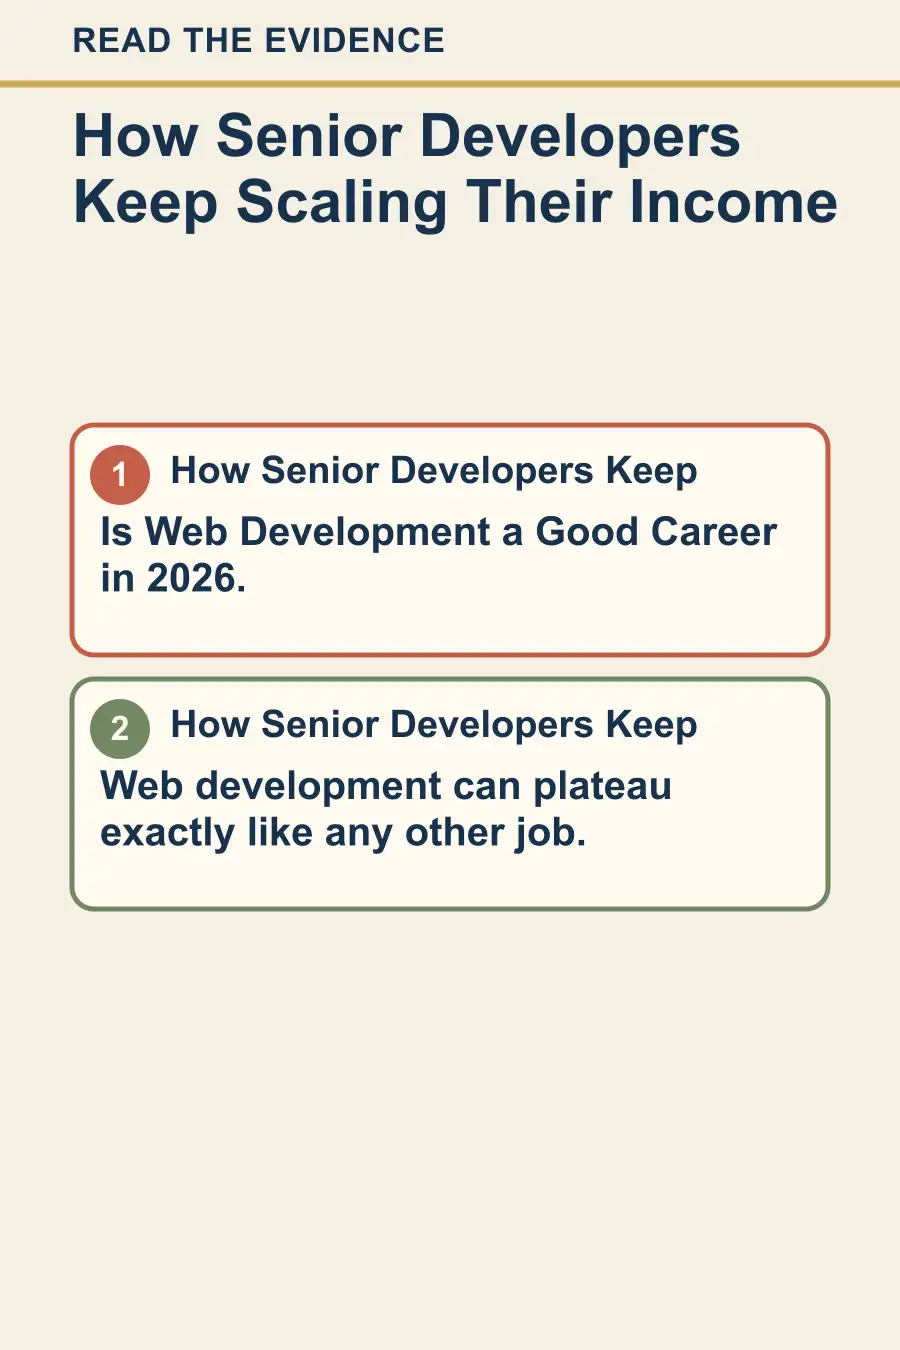 READ THE EVIDENCE
How Senior Developers
Keep Scaling Their Income
1 How Senior Developers Keep
Is Web Development a Good Career
in 2026.
2 How Senior Developers Keep
Web development can plateau
exactly like any other job.